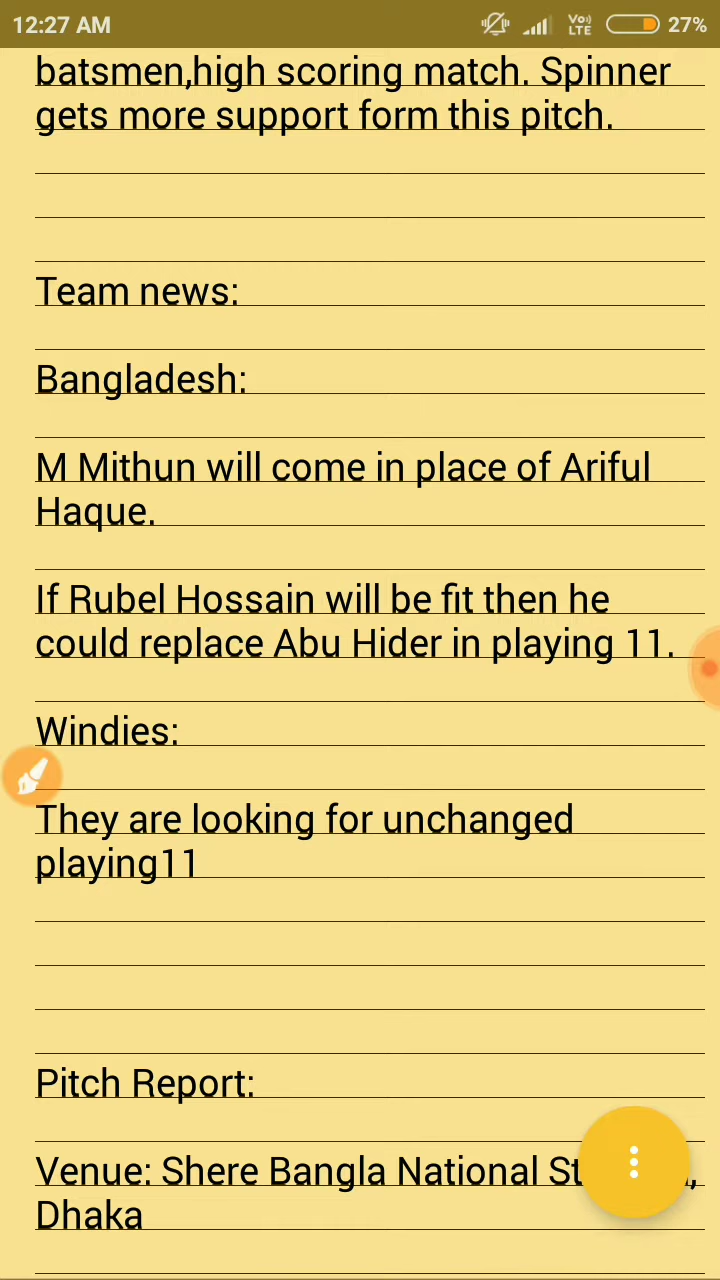 12:27 AM
Vo)) LTE
27%
batsmen,high scoring match. Spinner
gets more support form this pitch.
Team news:
Bangladesh:
M Mithun will come in place of Ariful
Haque.
If Rubel Hossain will be fit then he
could replace Abu Hider in playing 11.
Windies:
They are looking for unchanged
playing11
Pitch Report:
Venue: Shere Bangla National
Dhaka